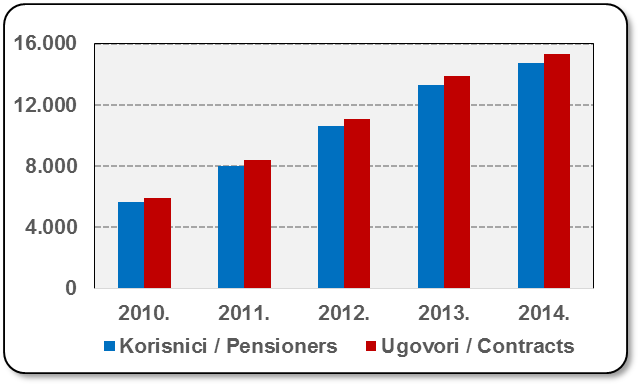 16.000
12.000
8.000
4.000
0
2010. 2011. 2012. 2013. 2014.
Korisnici / Pensioners Ugovori / Contracts